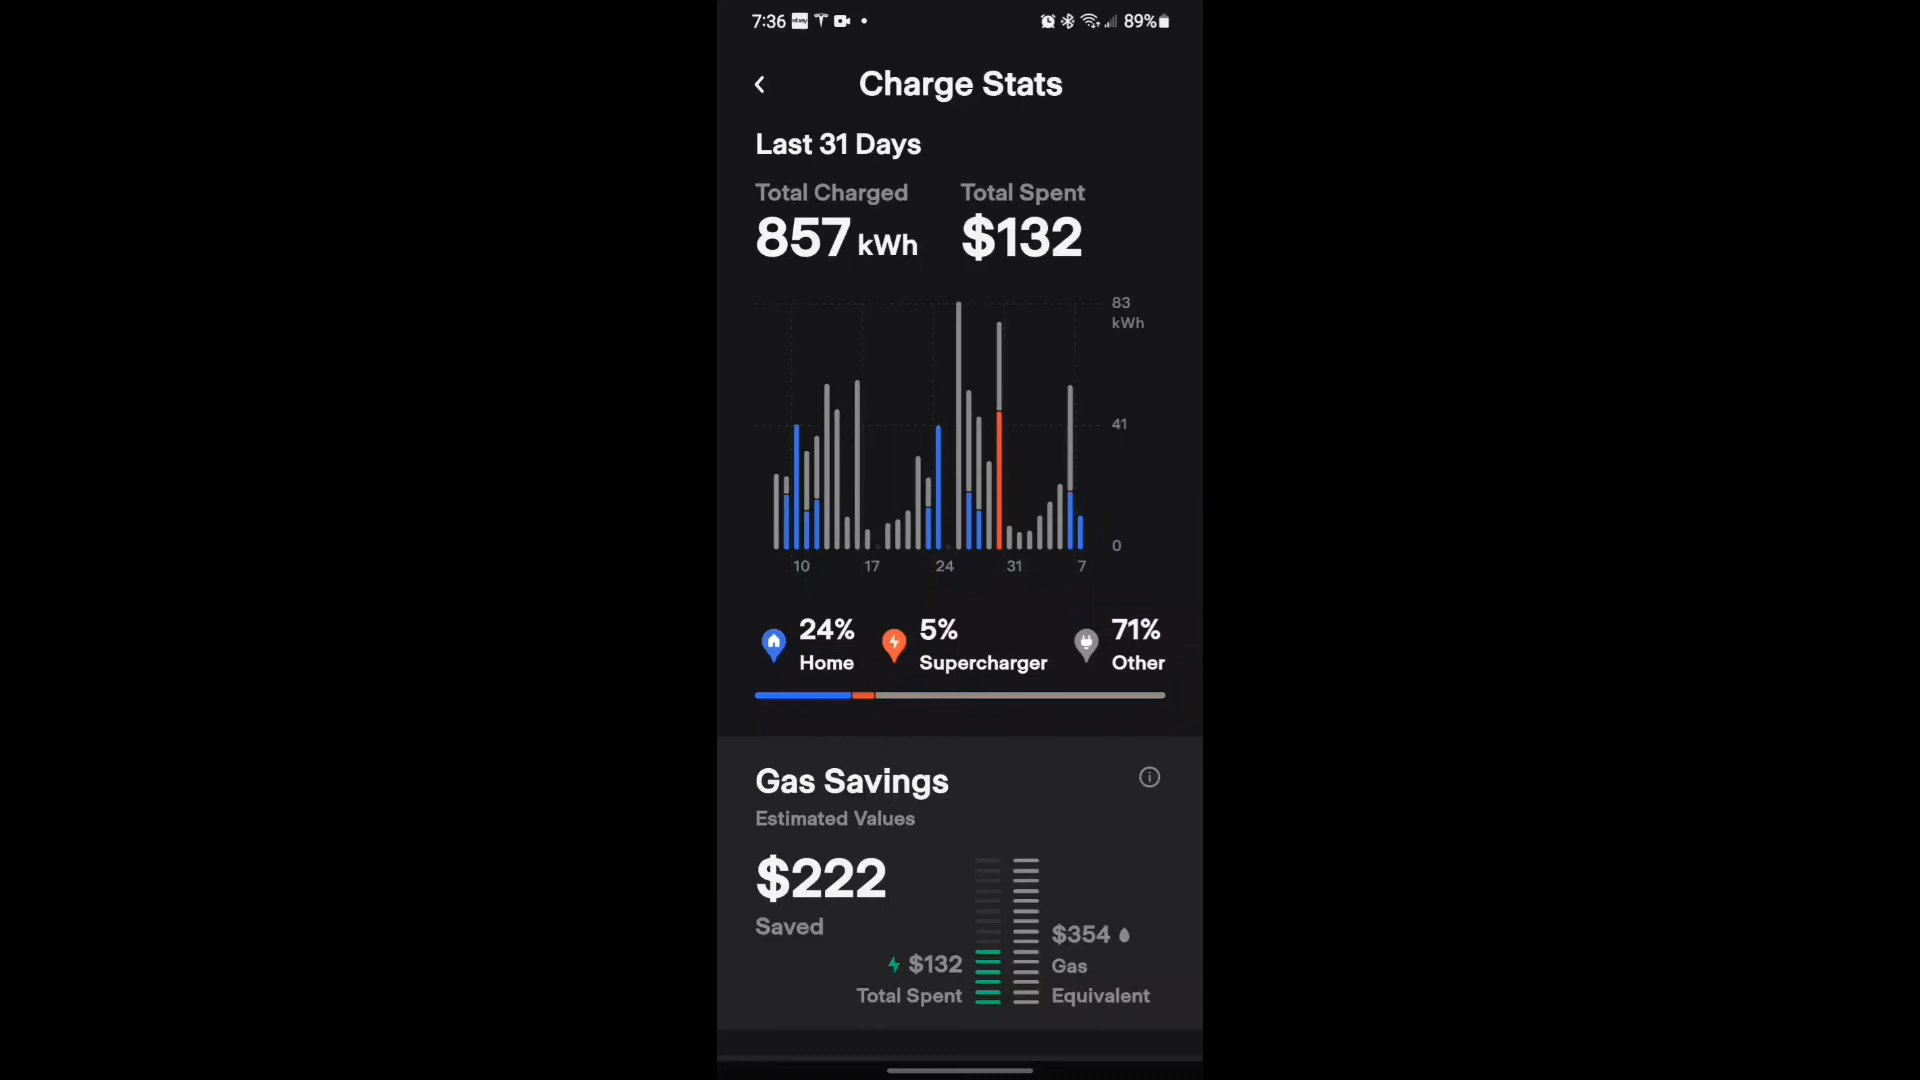 7:36 ebay 89%
Charge Stats
Last 31 Days
Total Charged Total Spent
857 kWh $132
83
kWh
41
0
10 17 24 31 7
24% 5% 71%
Home Supercharger Other
Gas Savings
Estimated Values
$222
Saved
$354
$132 Gas
Total Spent Equivalent